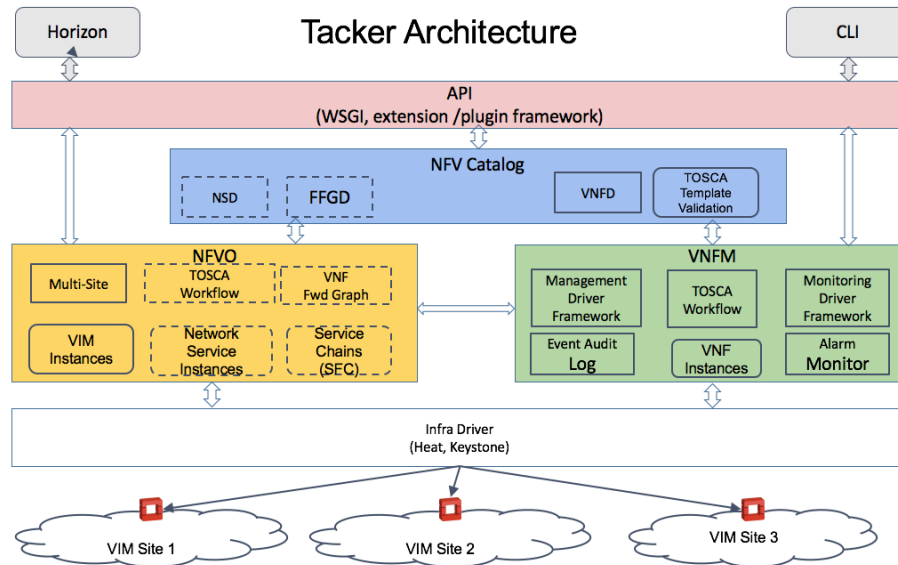 Horizon
Tacker Architecture
CLI
API
(WSGI, extension /plugin framework)
NFV Catalog
NSD
FFGD
VNFD
TOSCA
Template
Validation
NFVO
Multi-Site
TOSCA
Workflow
VNF
Fwd Graph
VIM
Instances
Network
Service
Instances
Service
Chains
(SEC)
VNFM
Management
Driver
Framework
TOSCA
Workflow
Monitoring
Driver
Framework
Event Audit
Log
VNF
Instances
Alarm
Monitor
Infra Driver
(Heat, Keystone)
VIM Site 1
VIM Site 2
VIM Site 3